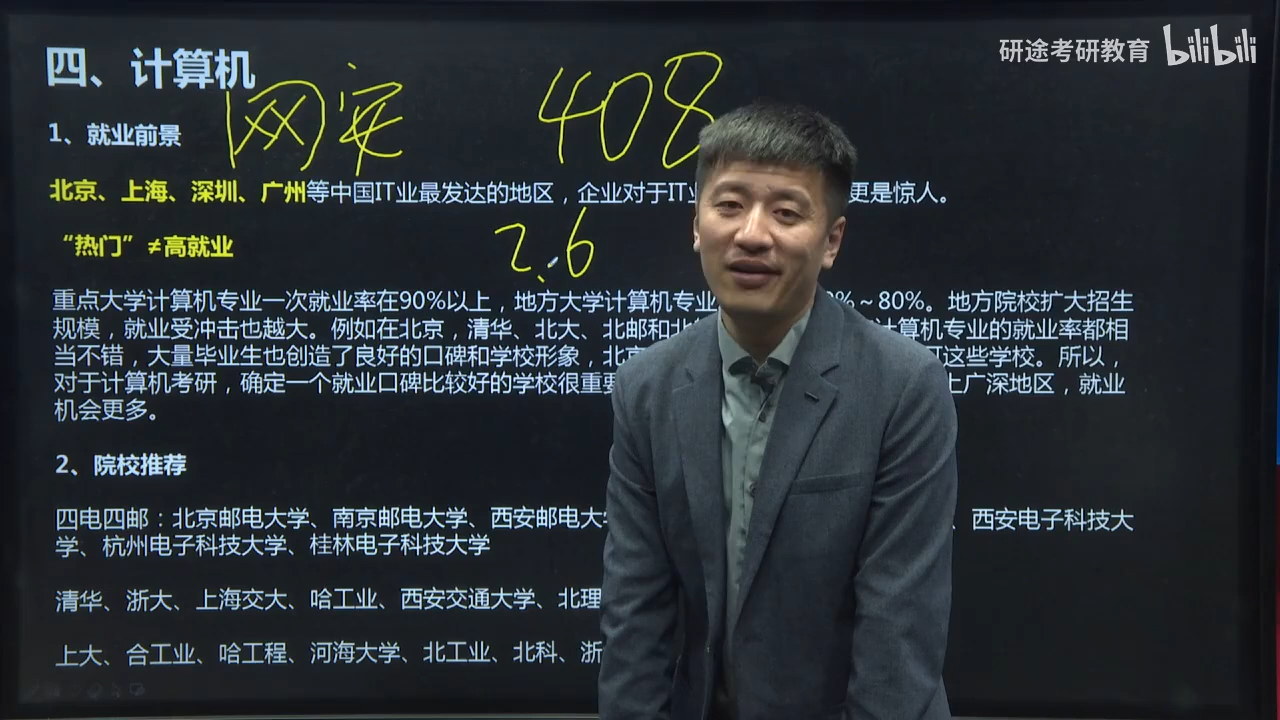 研途考研教育 bilibili
四、计算机
网安 408
1、就业前景
北京、上海、深圳、广州等中国IT业最发达的地区，企业对于IT 更是惊人。
2.6
“热门”≠高就业
重点大学计算机专业一次就业率在90%以上，地方大学计算机专业 %～80%。地方院校扩大招生
规模，就业受冲击也越大。例如在北京，清华、北大、北邮和北 计算机专业的就业率都相
当不错，大量毕业生也创造了良好的口碑和学校形象，北 这些学校。所以，
对于计算机考研，确定一个就业口碑比较好的学校很重要 上广深地区，就业
机会更多。
2、院校推荐
四电四邮：北京邮电大学、南京邮电大学、西安邮电大 、西安电子科技大
学、杭州电子科技大学、桂林电子科技大学
清华、浙大、上海交大、哈工业、西安交通大学、北理
上大、合工业、哈工程、河海大学、北工业、北科、浙